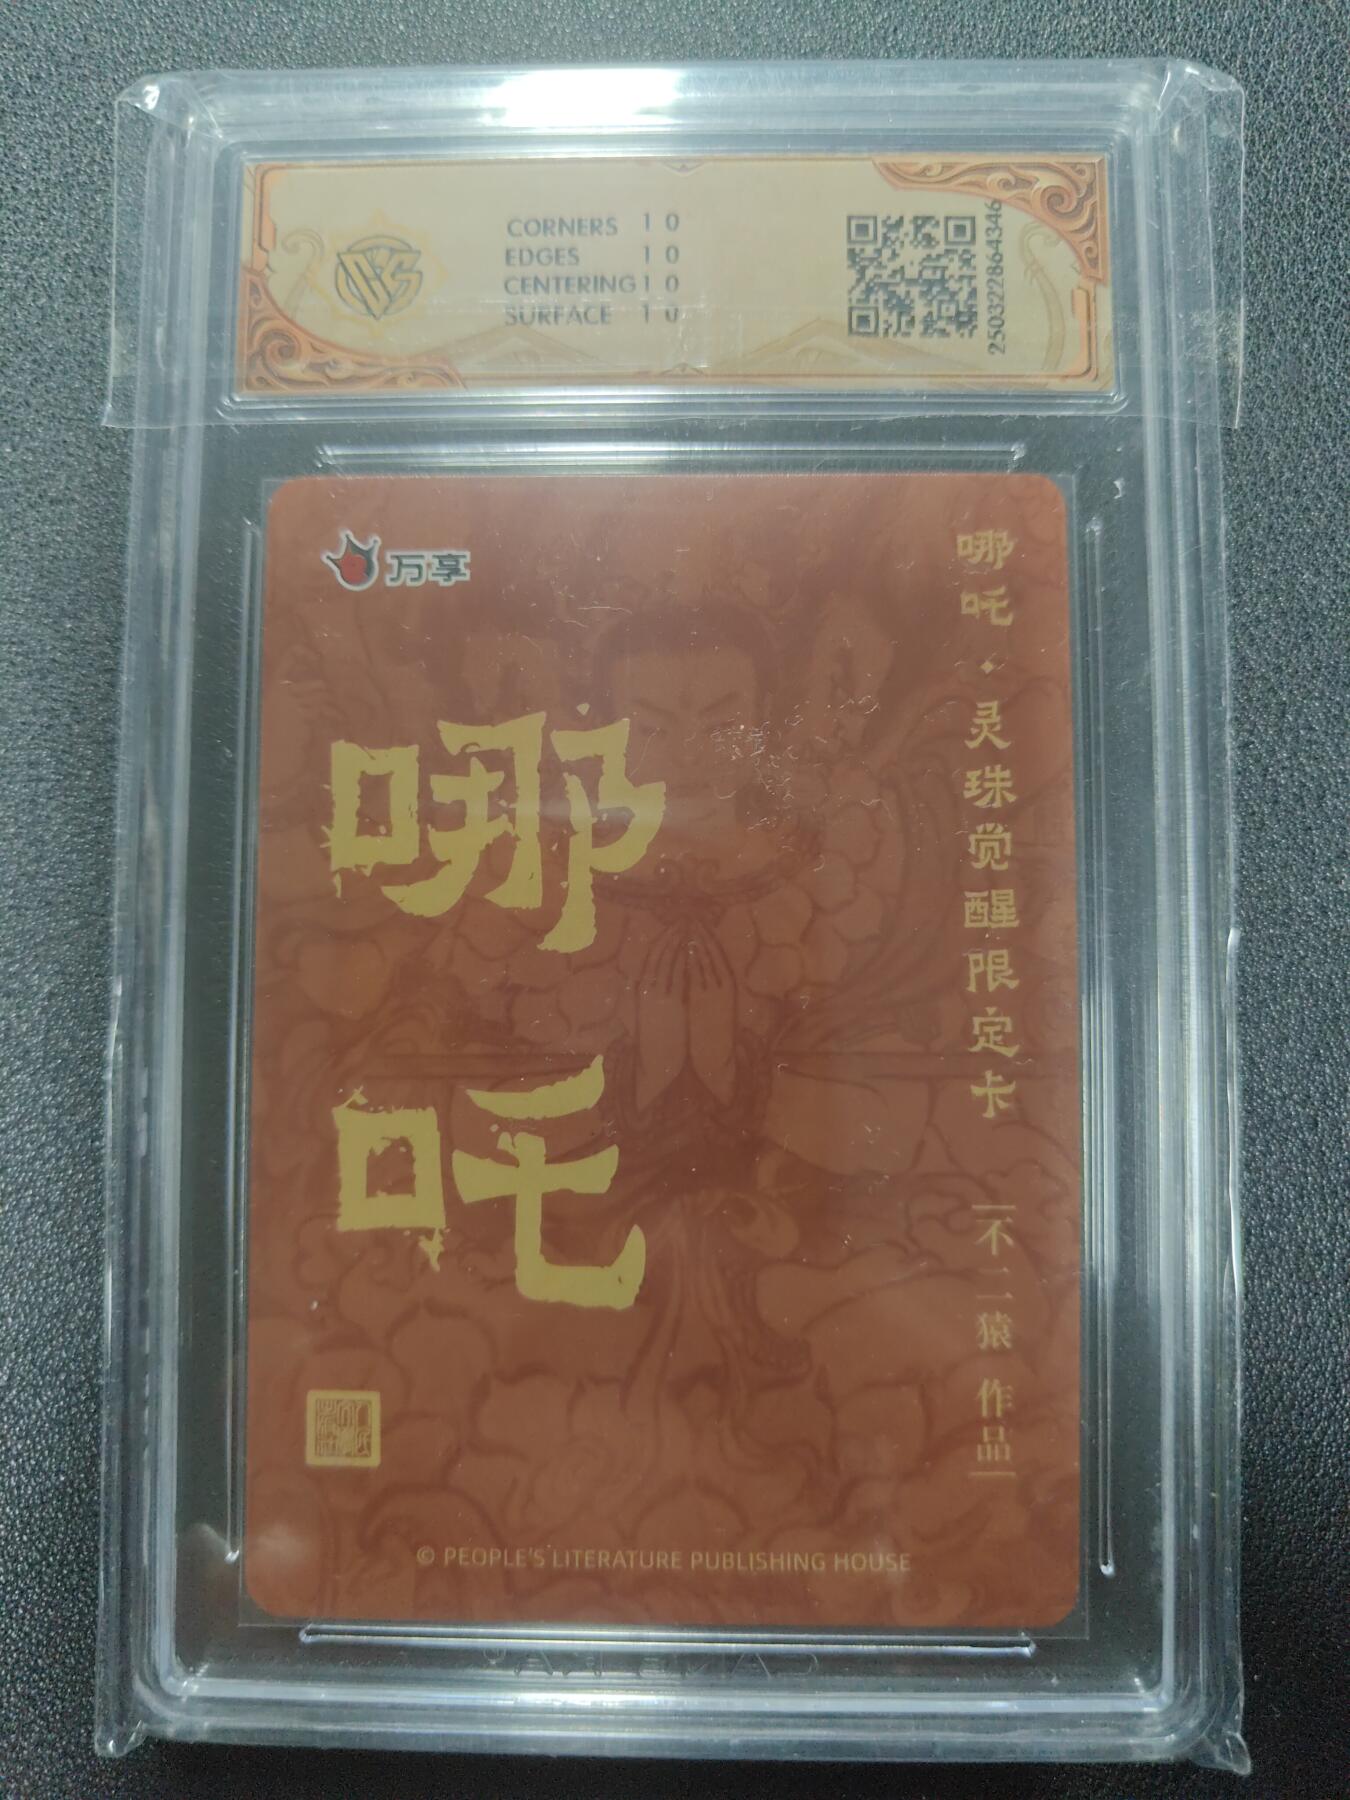 CORNERS 10
EDGES 10
CENTERING 10
SURFACE 10
250322864346
万享
哪吒
哪吒·灵珠觉醒限定卡
不二猿 作品
© PEOPLE'S LITERATURE PUBLISHING HOUSE